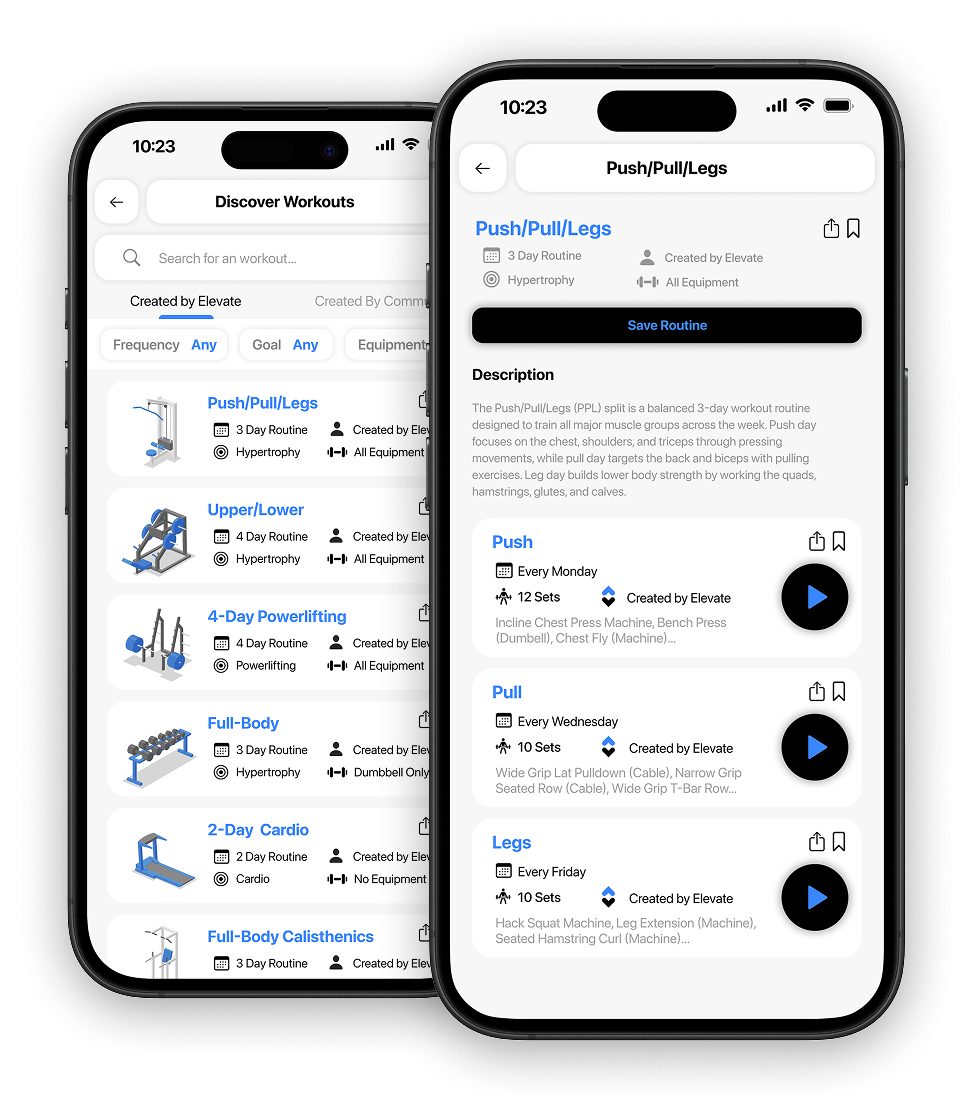 10:23
Discover Workouts
Search for an workout...
Created by Elevate
Created By Commu
Frequency Any
Goal Any
Equipment
Push/Pull/Legs
3 Day Routine
Created by Elev
Hypertrophy
All Equipment
Upper/Lower
4 Day Routine
Created by Elev
Hypertrophy
All Equipment
4-Day Powerlifting
4 Day Routine
Created by Elev
Powerlifting
All Equipment
Full-Body
3 Day Routine
Created by Elev
Hypertrophy
Dumbbell Only
2-Day Cardio
2 Day Routine
Created by Elev
Cardio
No Equipment
Full-Body Calisthenics
3 Day Routine
Created by Elev
10:23
Push/Pull/Legs
Push/Pull/Legs
3 Day Routine
Created by Elevate
Hypertrophy
All Equipment
Save Routine
Description
The Push/Pull/Legs (PPL) split is a balanced 3-day workout routine
designed to train all major muscle groups across the week. Push day
focuses on the chest, shoulders, and triceps through pressing
movements, while pull day targets the back and biceps with pulling
exercises. Leg day builds lower body strength by working the quads,
hamstrings, glutes, and calves.
Push
Every Monday
12 Sets
Created by Elevate
Incline Chest Press Machine, Bench Press
(Dumbell), Chest Fly (Machine)...
Pull
Every Wednesday
10 Sets
Created by Elevate
Wide Grip Lat Pulldown (Cable), Narrow Grip
Seated Row (Cable), Wide Grip T-Bar Row...
Legs
Every Friday
10 Sets
Created by Elevate
Hack Squat Machine, Leg Extension (Machine),
Seated Hamstring Curl (Machine)...